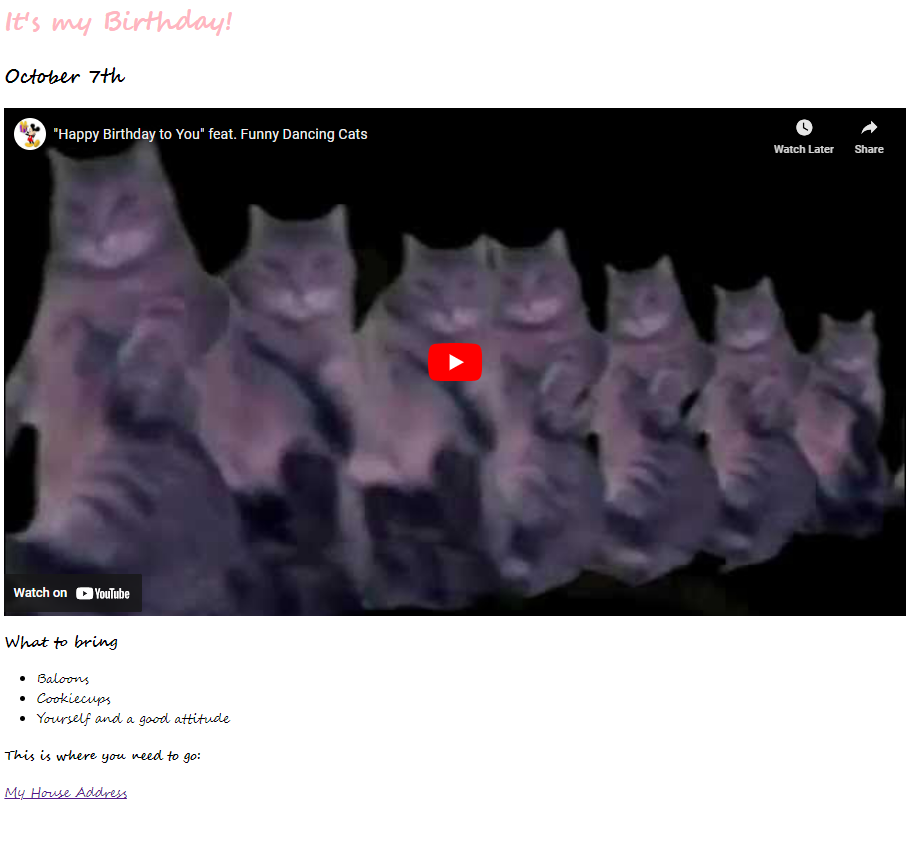 It's my Birthday!
October 7th
"Happy Birthday to You" feat. Funny Dancing Cats
Watch Later
Share
Watch on YouTube
What to bring
Baloons
Cookiecups
Yourself and a good attitude
This is where you need to go:
My House Address